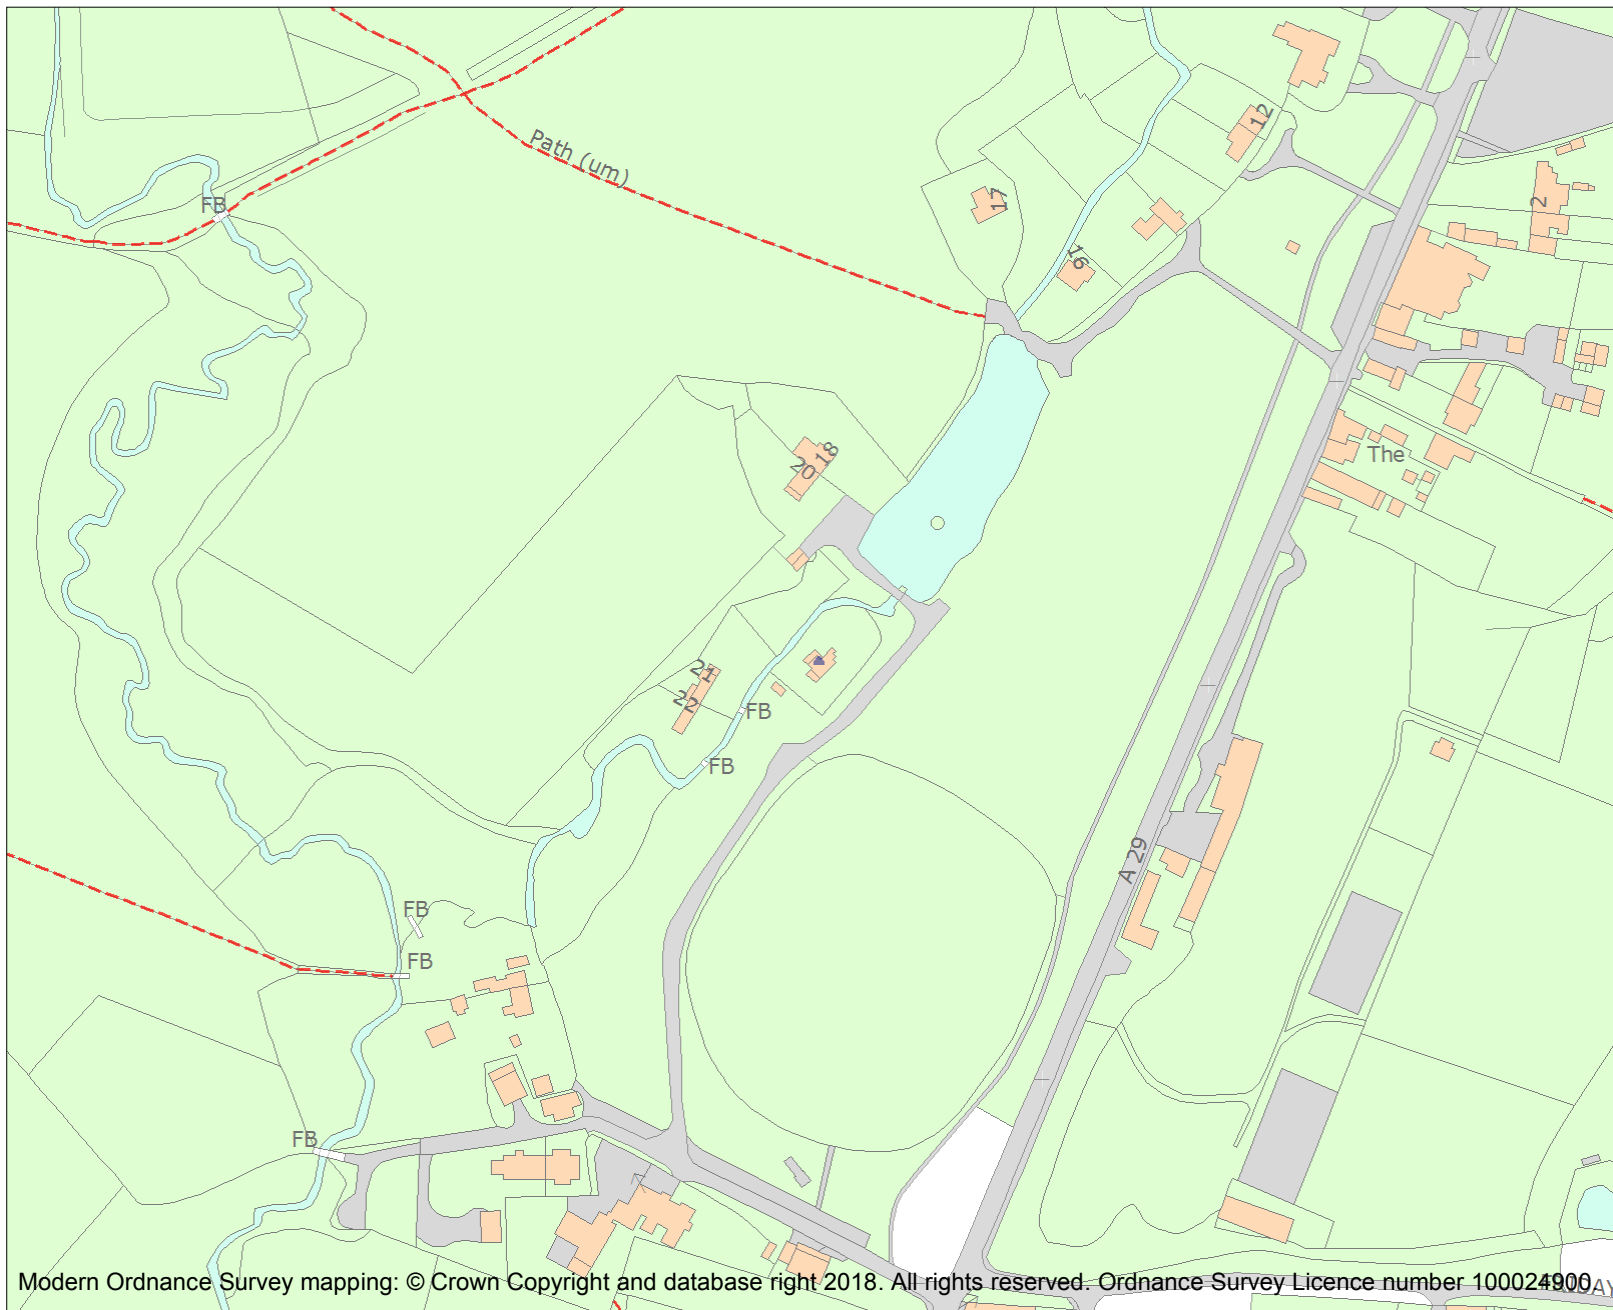 12
Path (um)
17
2
FB
16
The
18
20
21
22
FB
FB
A 29
FB
FB
FB
Modern Ordnance Survey mapping: © Crown Copyright and database right 2018. All rights reserved. Ordnance Survey Licence number 100024900.